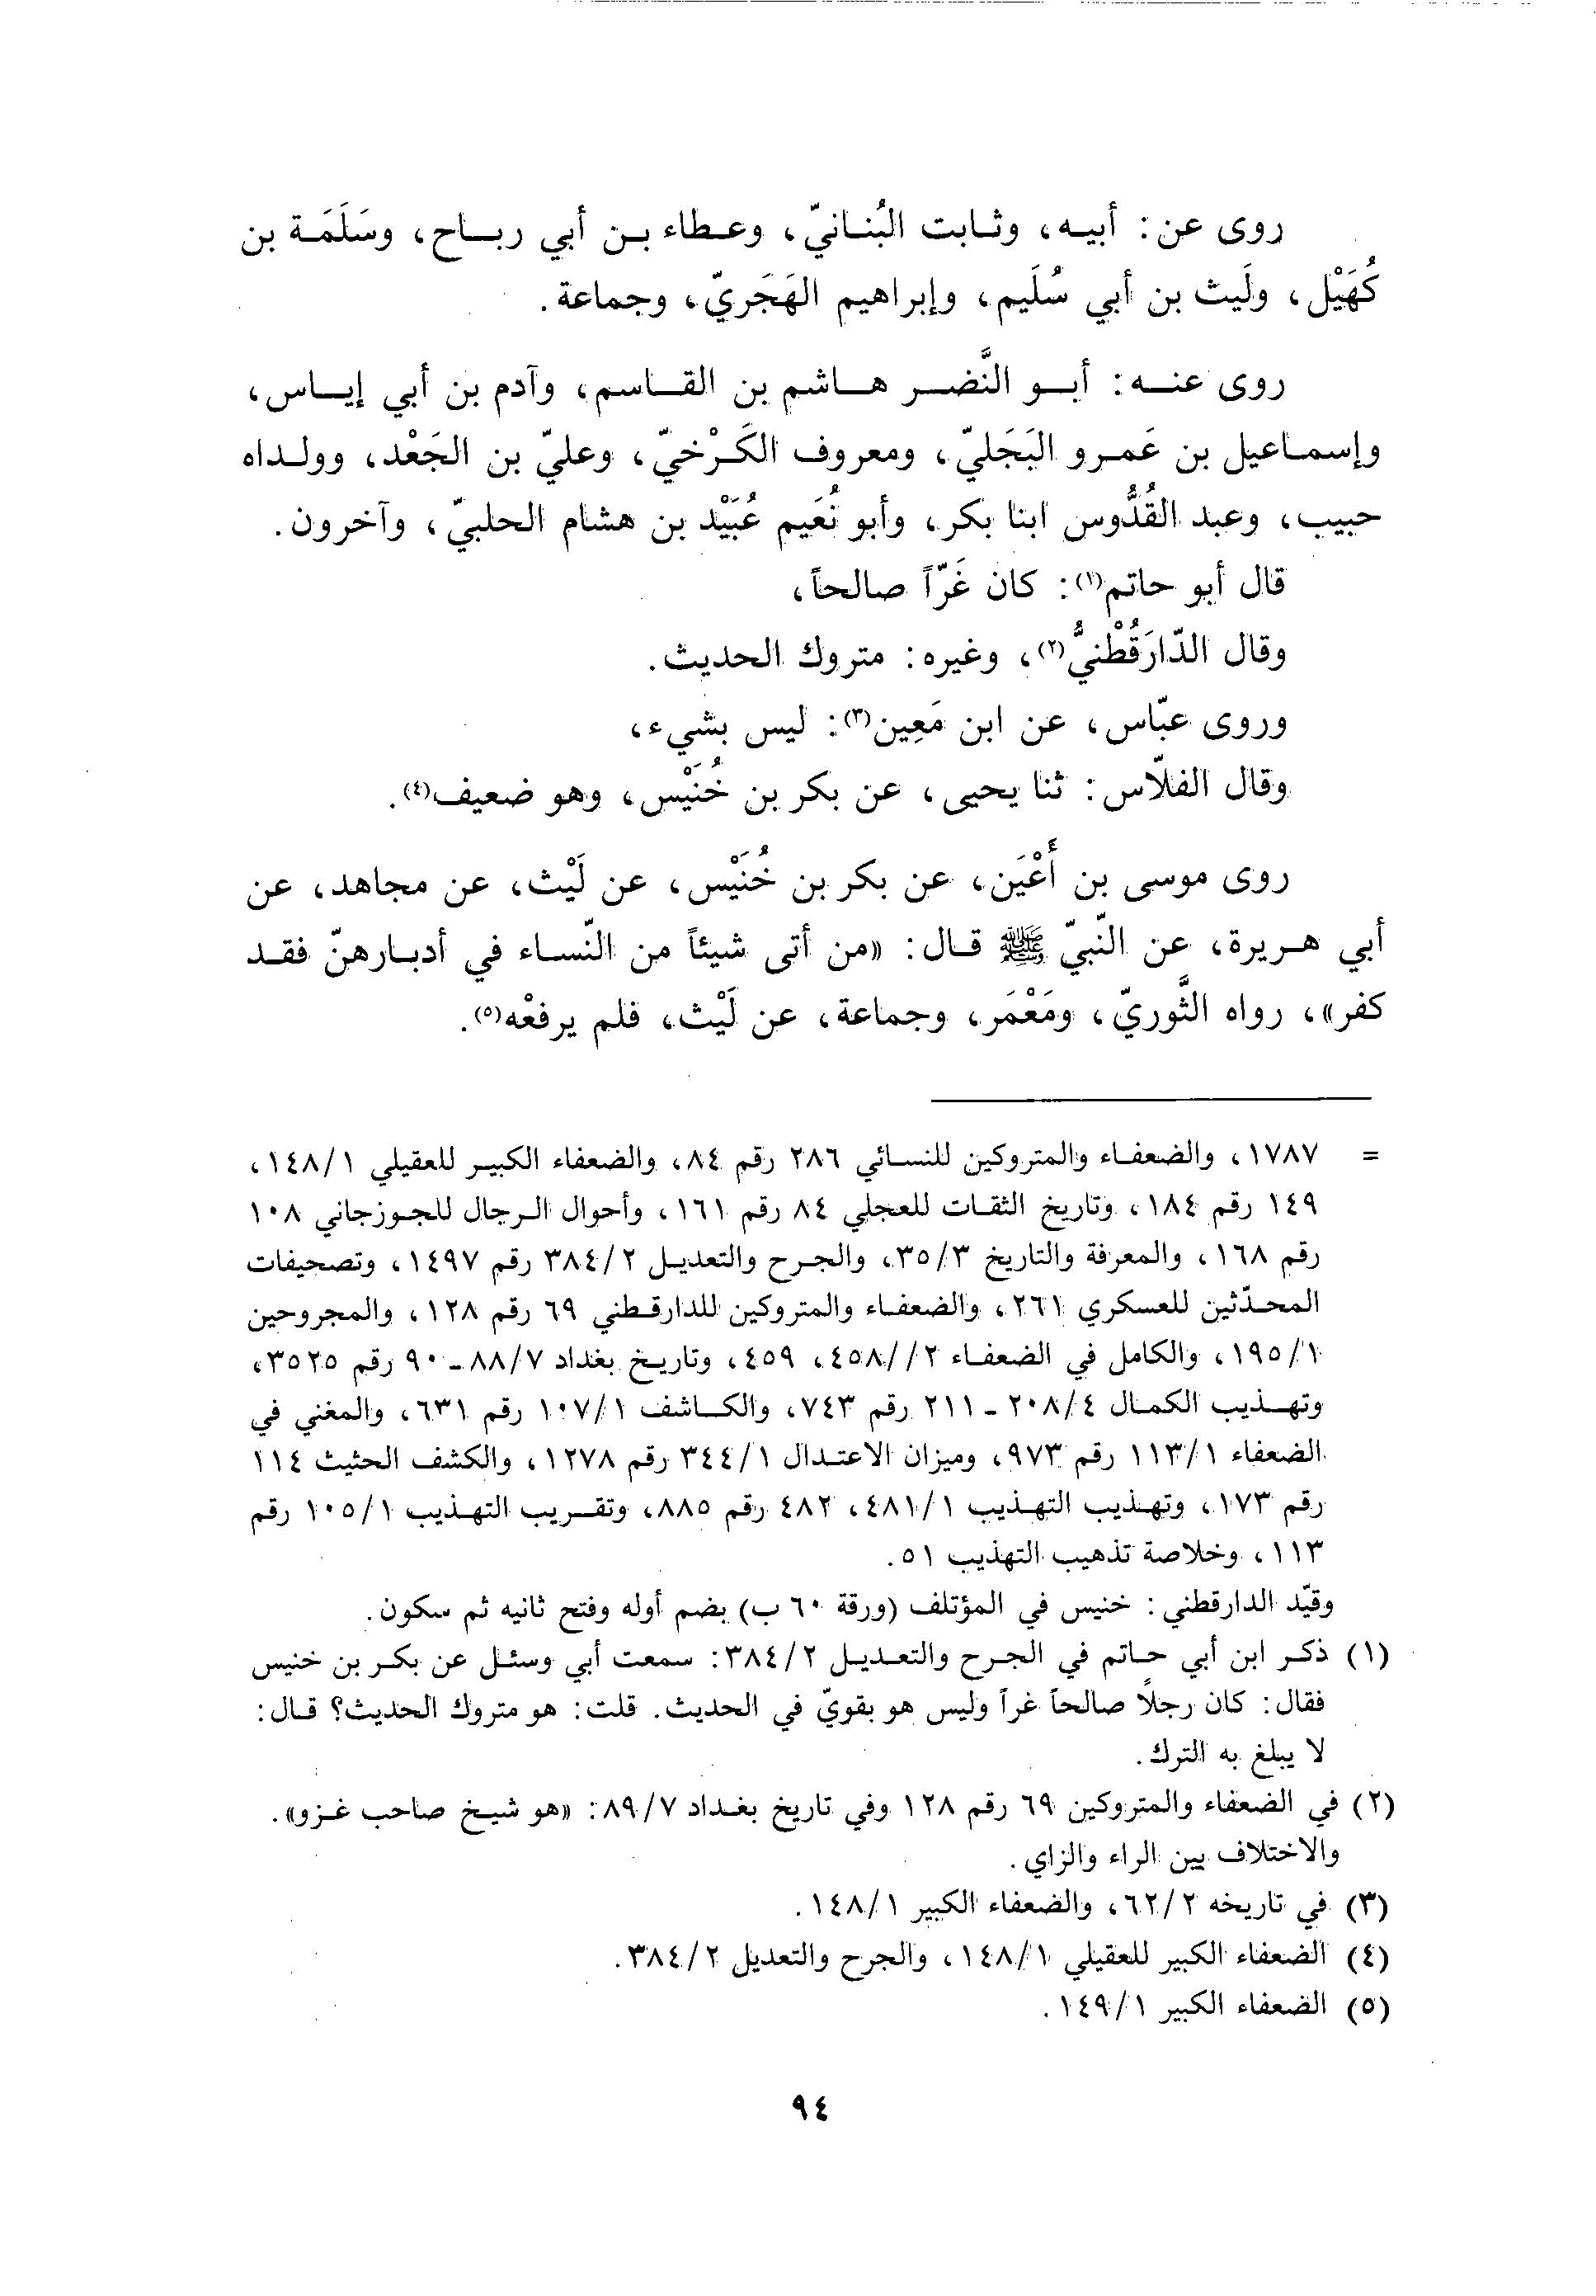 روى عن: أبيه، وثابت البُنانيّ، وعطاء بن أبي رباح، وسَلَمَة بن
كُهَيْل، ولَيث بن أبي سُلَيم، وإبراهيم الهَجَريّ، وجماعة.
روى عنه: أبو النَّضر هاشم بن القاسم، وآدم بن أبي إياس،
وإسماعيل بن عَمرو البَجَليّ، ومعروف الكَرْخيّ، وعليّ بن الجَعْد، وولداه
حبيب، وعبد القُدُّوس ابنا بكر، وأبو نُعَيم عُبَيْد بن هشام الحلبيّ، وآخرون.
قال أبو حاتم(١): كان غَرّاً صالحاً،
وقال الدّارَقُطْنيُّ(٢)، وغيره: متروك الحديث.
وروى عبّاس، عن ابن مَعِين(٣): ليس بشيء،
وقال الفلاّس: ثنا يحيى، عن بكر بن خُنَيْس، وهو ضعيف(٤).
روى موسى بن أَعْيَن، عن بكر بن خُنَيْس، عن لَيْث، عن مجاهد، عن
أبي هريرة، عن النّبيّ ﷺ قال: «من أتى شيئاً من النّساء في أدبارهنّ فقد
كفر»، رواه الثَّوريّ، ومَعْمَر، وجماعة، عن لَيْث، فلم يرفعْه(٥).
= ١٧٨٧، والضعفاء والمتروكين للنسائي ٢٨٦ رقم ٨٤، والضعفاء الكبير للعقيلي ١٤٨/١،
١٤٩ رقم ١٨٤، وتاريخ الثقات للعجلي ٨٤ رقم ١٦١، وأحوال الرجال للجوزجاني ١٠٨
رقم ١٦٨، والمعرفة والتاريخ ٣٥/٣، والجرح والتعديل ٣٨٤/٢ رقم ١٤٩٧، وتصحيفات
المحدّثين للعسكري ٢٦١، والضعفاء والمتروكين للدارقطني ٦٩ رقم ١٢٨، والمجروحين
١٩٥/١، والكامل في الضعفاء ٤٥٨//٢، ٤٥٩، وتاريخ بغداد ٨٨/٧ - ٩٠ رقم ٣٥٢٥،
وتهذيب الكمال ٢٠٨/٤ - ٢١١ رقم ٧٤٣، والكاشف ١٠٧/١ رقم ٦٣١، والمغني في
الضعفاء ١١٣/١ رقم ٩٧٣، وميزان الاعتدال ٣٤٤/١ رقم ١٢٧٨، والكشف الحثيث ١١٤
رقم ١٧٣، وتهذيب التهذيب ٤٨١/١، ٤٨٢ رقم ٨٨٥، وتقريب التهذيب ١٠٥/١ رقم
١١٣، وخلاصة تذهيب التهذيب ٥١.
وقيّد الدارقطني: خنيس في المؤتلف (ورقة ٦٠ ب) بضم أوله وفتح ثانيه ثم سكون.
(١) ذكر ابن أبي حاتم في الجرح والتعديل ٣٨٤/٢: سمعت أبي وسئل عن بكر بن خنيس
فقال: كان رجلاً صالحاً غراً وليس هو بقويّ في الحديث. قلت: هو متروك الحديث؟ قال:
لا يبلغ به الترك.
(٢) في الضعفاء والمتروكين ٦٩ رقم ١٢٨ وفي تاريخ بغداد ٨٩/٧: «هو شيخ صاحب غزو».
والاختلاف بين الراء والزاي.
(٣) في تاريخه ٦٢/٢، والضعفاء الكبير ١٤٨/١.
(٤) الضعفاء الكبير للعقيلي ١٤٨/١، والجرح والتعديل ٣٨٤/٢.
(٥) الضعفاء الكبير ١٤٩/١.
٩٤